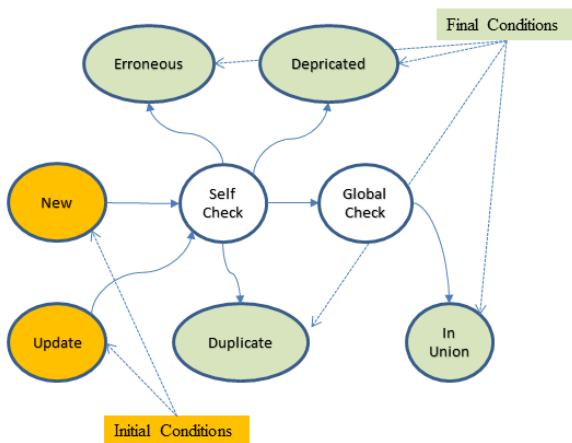 Final Conditions
Erroneous
Depricated
New
Self
Check
Global
Check
Update
Duplicate
In
Union
Initial Conditions